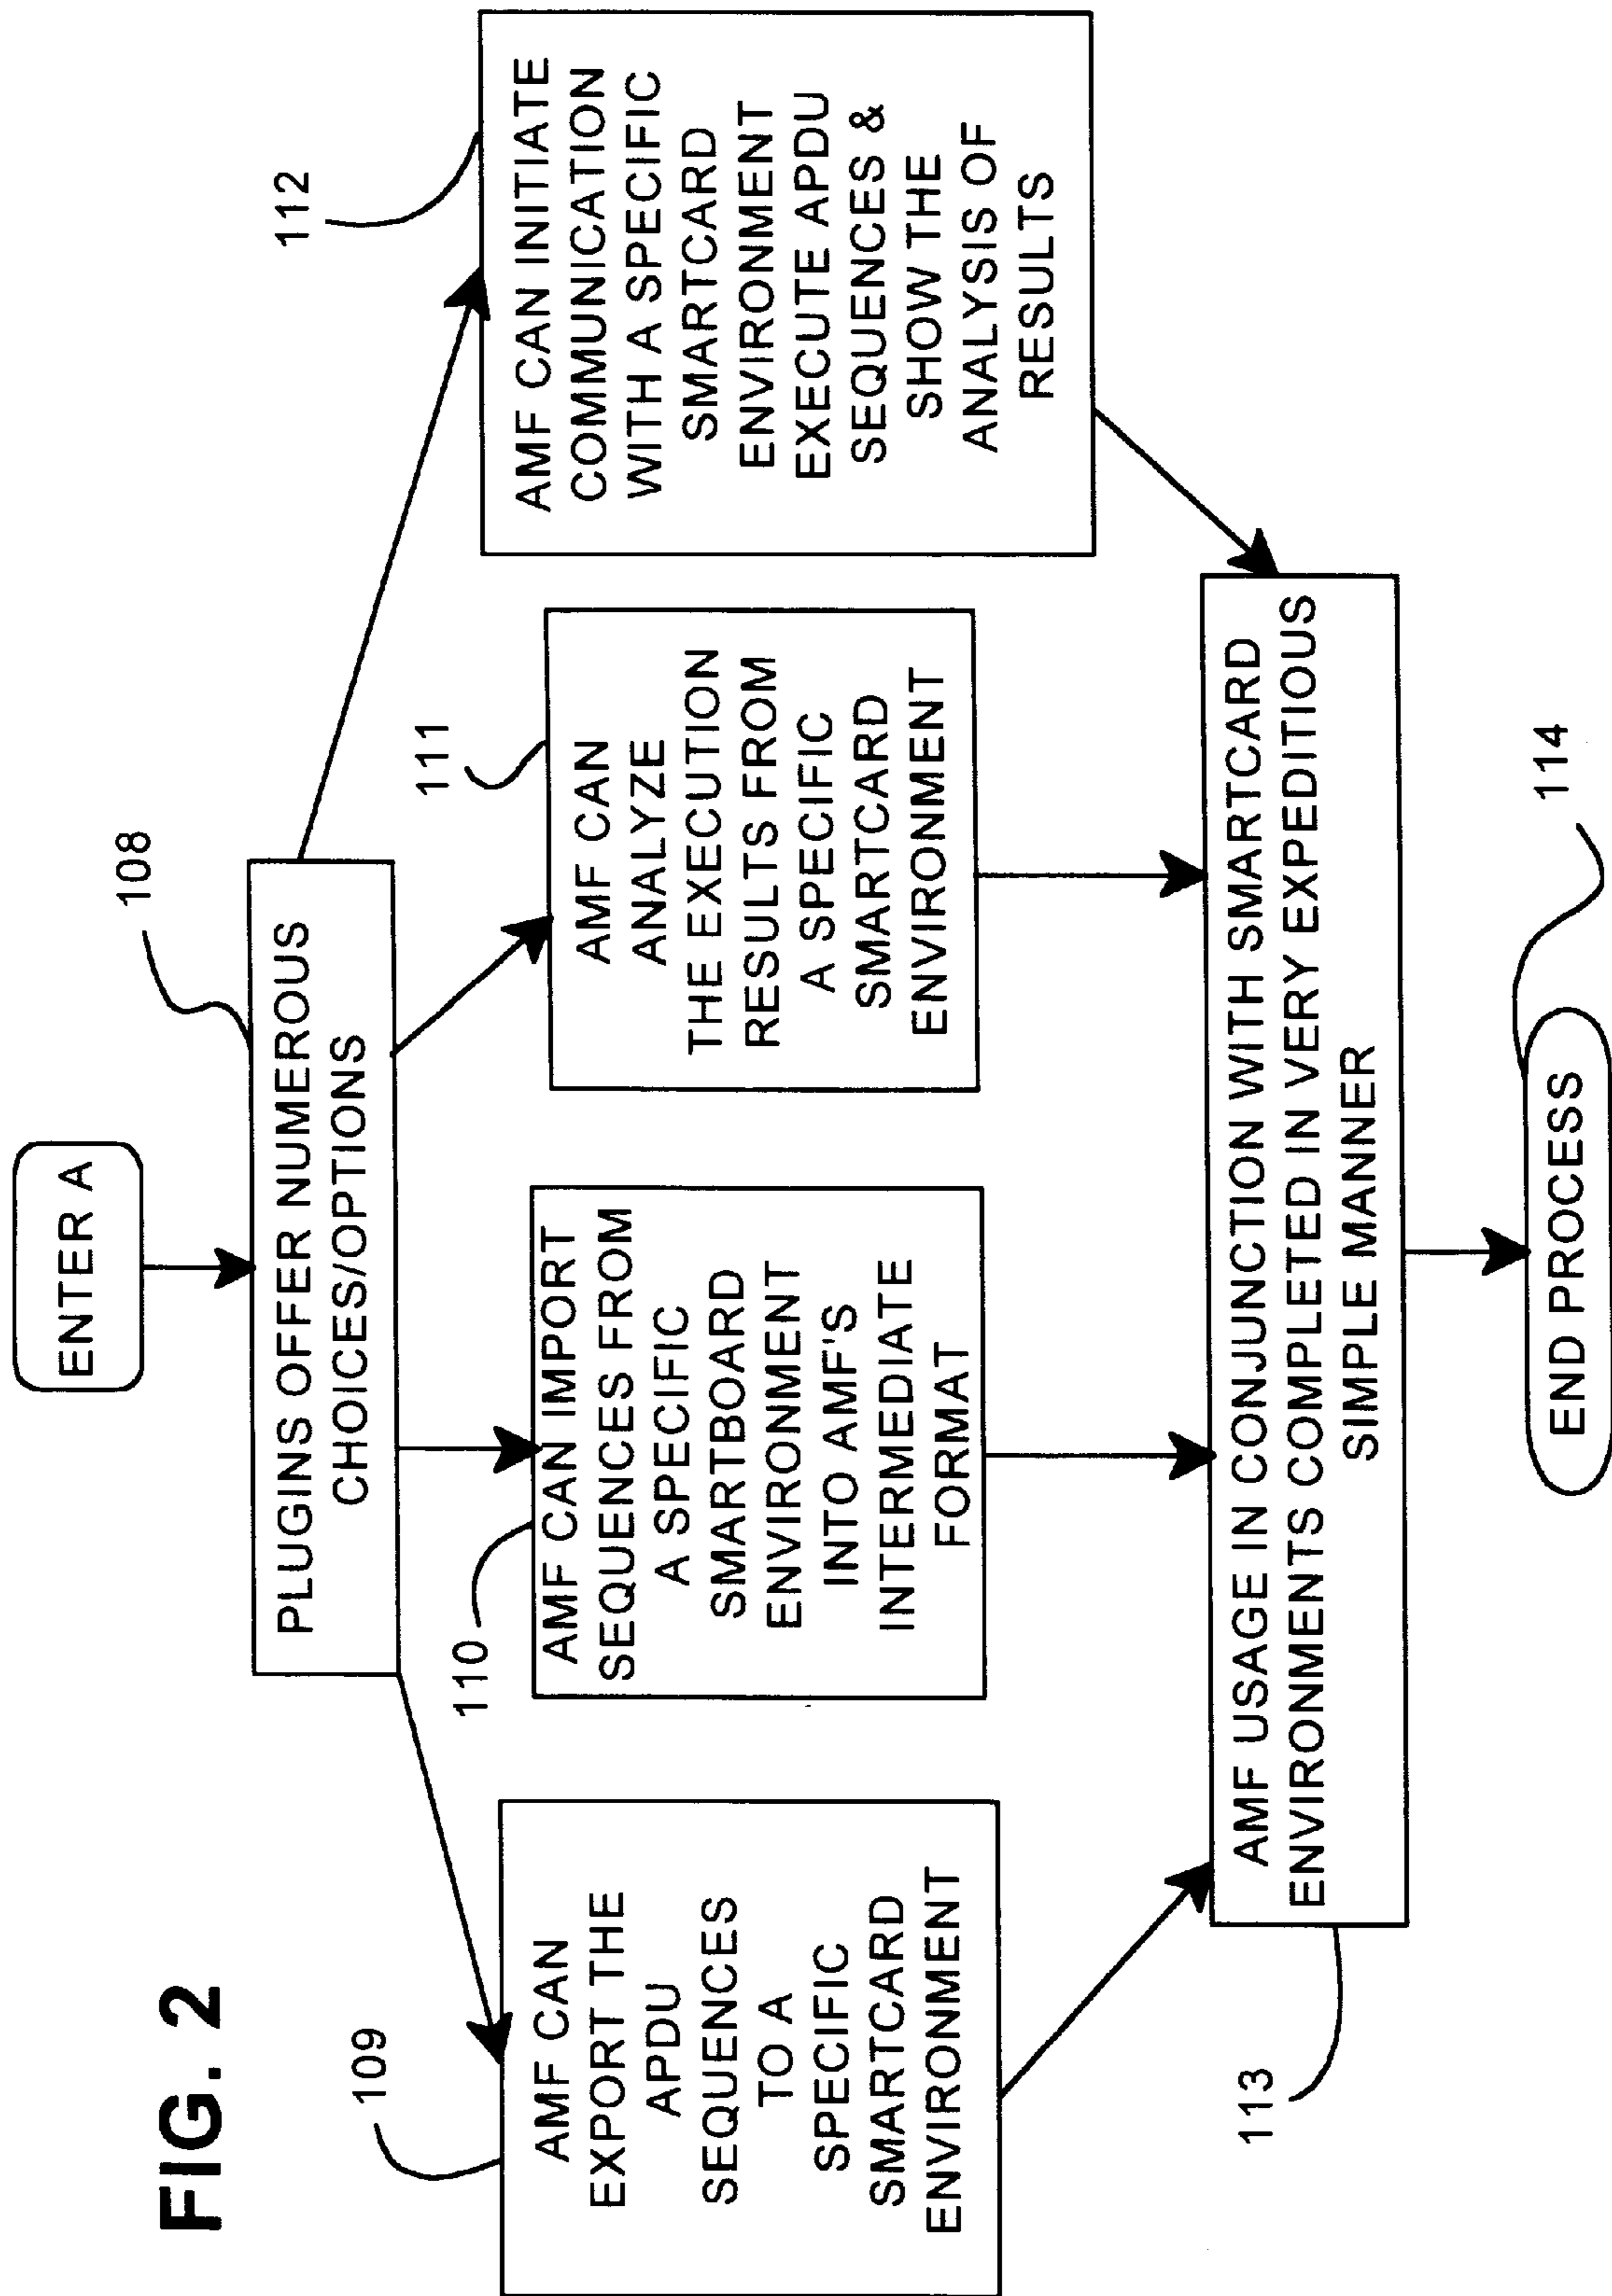 FIG. 2
ENTER A
108
PLUGINS OFFER NUMEROUS
CHOICES/OPTIONS
109
AMF CAN
EXPORT THE
APDU
SEQUENCES
TO A
SPECIFIC
SMARTCARD
ENVIRONMENT
110
AMF CAN IMPORT
SEQUENCES FROM
A SPECIFIC
SMARTBOARD
ENVIRONMENT
INTO AMF'S
INTERMEDIATE
FORMAT
111
AMF CAN
ANALYZE
THE EXECUTION
RESULTS FROM
A SPECIFIC
SMARTCARD
ENVIRONMENT
112
AMF CAN INITIATE
COMMUNICATION
WITH A SPECIFIC
SMARTCARD
ENVIRONMENT
EXECUTE APDU
SEQUENCES &
SHOW THE
ANALYSIS OF
RESULTS
113
AMF USAGE IN CONJUNCTION WITH SMARTCARD
ENVIRONMENTS COMPLETED IN VERY EXPEDITIOUS
SIMPLE MANNER
114
END PROCESS